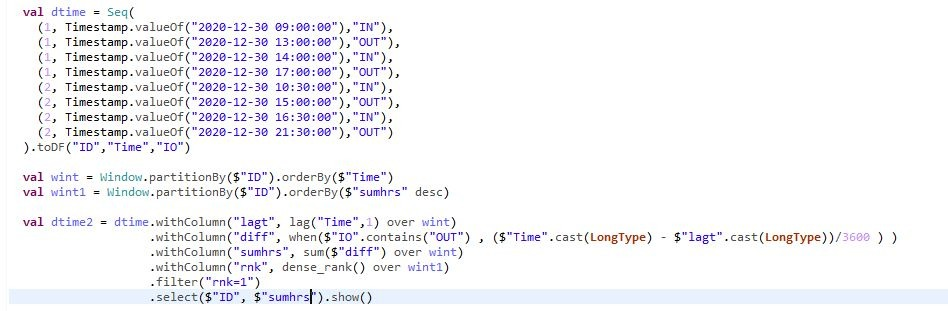 val dtime = Seq(
(1, Timestamp.valueOf("2020-12-30 09:00:00"),"IN"),
(1, Timestamp.valueOf("2020-12-30 13:00:00"),"OUT"),
(1, Timestamp.valueOf("2020-12-30 14:00:00"),"IN"),
(1, Timestamp.valueOf("2020-12-30 17:00:00"),"OUT"),
(2, Timestamp.valueOf("2020-12-30 10:30:00"),"IN"),
(2, Timestamp.valueOf("2020-12-30 15:00:00"),"OUT"),
(2, Timestamp.valueOf("2020-12-30 16:30:00"),"IN"),
(2, Timestamp.valueOf("2020-12-30 21:30:00"),"OUT")
).toDF("ID","Time","IO")
val wint = Window.partitionBy($"ID").orderBy($"Time")
val wint1 = Window.partitionBy($"ID").orderBy($"sumhrs" desc)
val dtime2 = dtime.withColumn("lagt", lag("Time",1) over wint)
.withColumn("diff", when($"IO".contains("OUT") , ($"Time".cast(LongType) - $"lagt".cast(LongType))/3600 ) )
.withColumn("sumhrs", sum($"diff") over wint)
.withColumn("rnk", dense_rank() over wint1)
.filter("rnk=1")
.select($"ID", $"sumhrs").show()